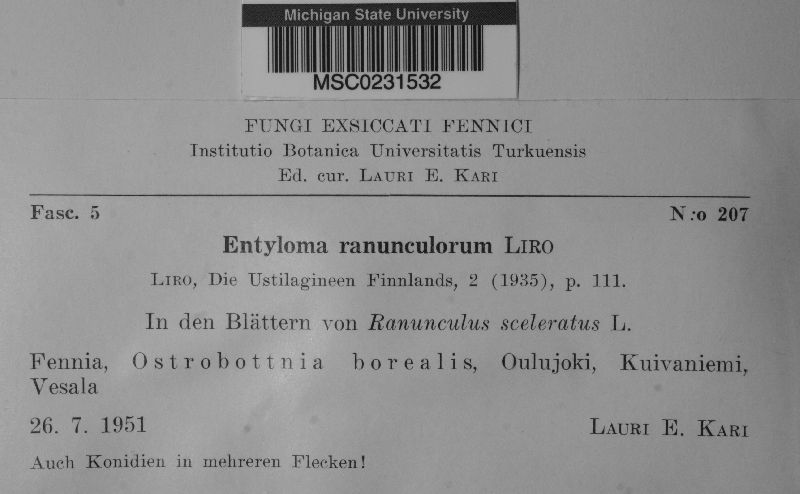 Michigan State University
MSC0231532
FUNGI EXSICCATI FENNICI
Institutio Botanica Universitatis Turkuensis
Ed. cur. LAURI E. KARI
Fasc. 5 N:o 207
Entyloma ranunculorum LIRO
LIRO, Die Ustilagineen Finnlands, 2 (1935), p. 111.
In den Blättern von Ranunculus sceleratus L.
Fennia, Ostrobottnia borealis, Oulujoki, Kuivaniemi,
Vesala
26. 7. 1951 LAURI E. KARI
Auch Konidien in mehreren Flecken!